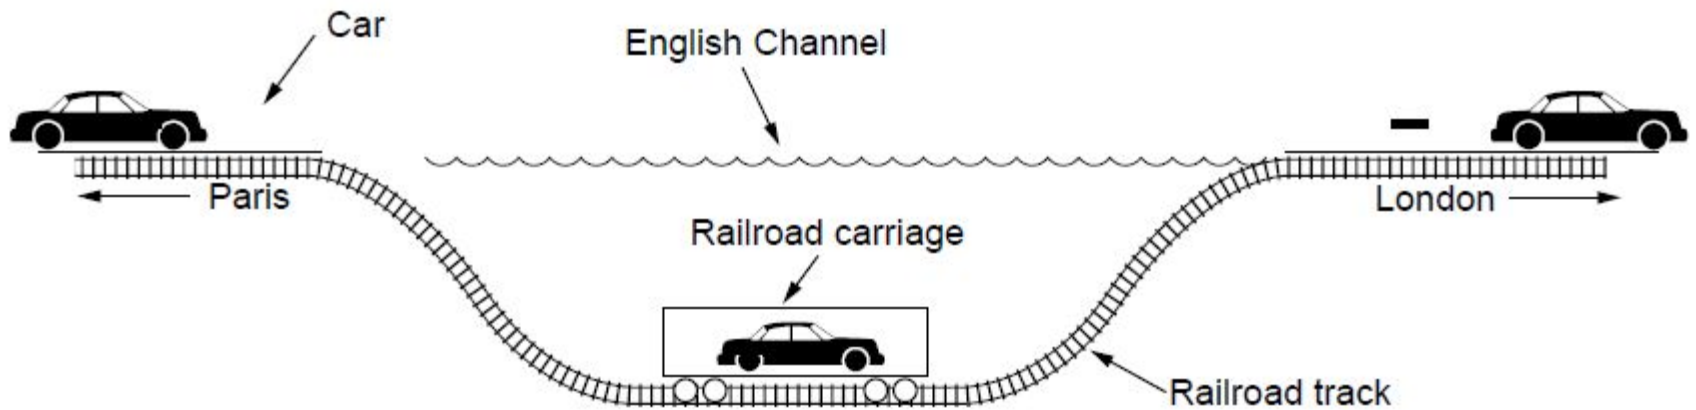 Car
English Channel
Paris
London
Railroad carriage
Railroad track